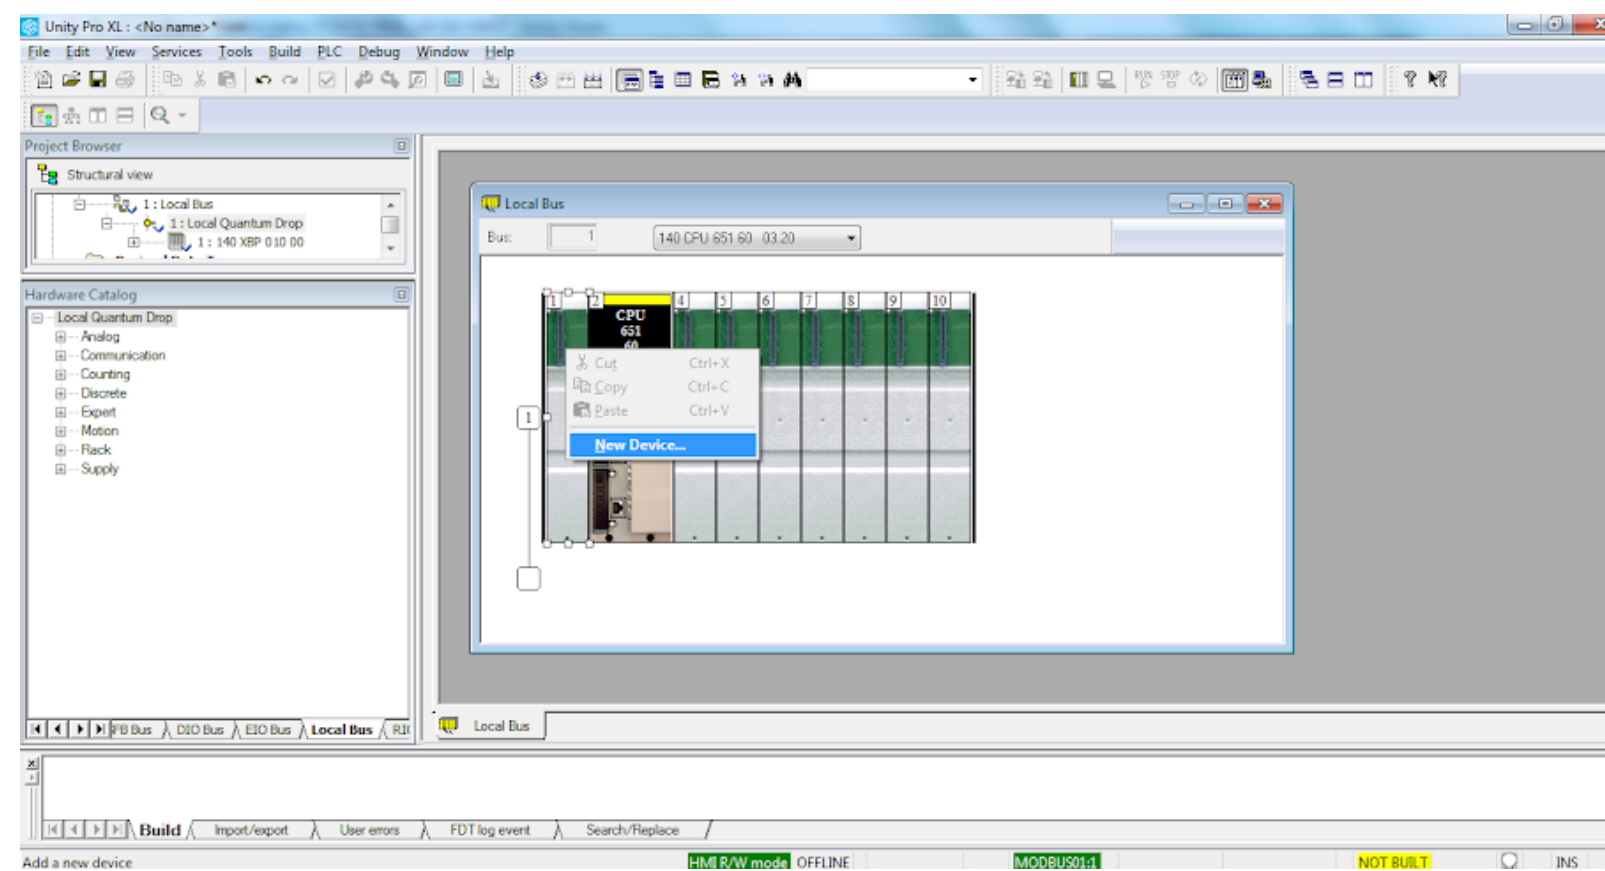 Unity Pro XL : <No name>*
File Edit View Services Tools Build PLC Debug Window Help
RUN STOP
Project Browser
Structural view
1 : Local Bus
1 : Local Quantum Drop
1 : 140 XBP 010 00
Hardware Catalog
Local Quantum Drop
Analog
Communication
Counting
Discrete
Expert
Motion
Rack
Supply
FB Bus DIO Bus EIO Bus Local Bus RI
Local Bus
Bus: 1 140 CPU 651 60 03.20
1 2 4 5 6 7 8 9 10
CPU
651
60
1
Cut Ctrl+X
Copy Ctrl+C
Paste Ctrl+V
New Device...
Local Bus
Build Import/export User errors FDT log event Search/Replace
Add a new device HMI R/W mode OFFLINE MODBUS01:1 NOT BUILT INS